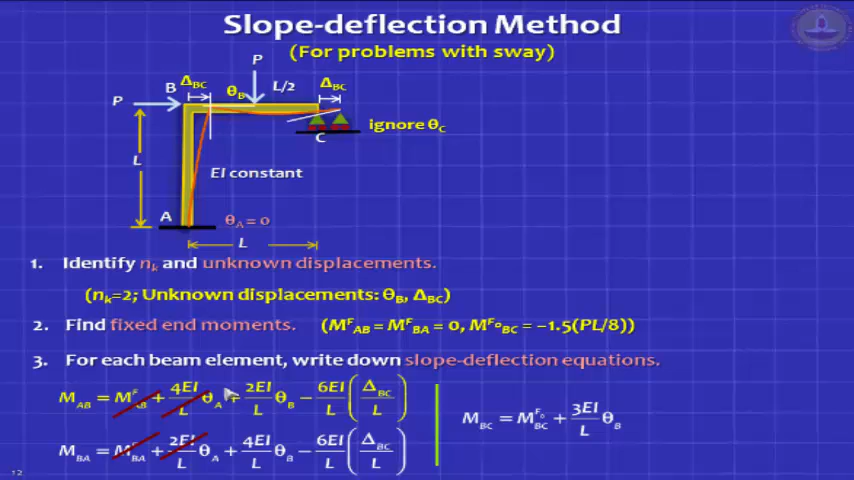 Slope-deflection Method
(For problems with sway)
P
B Δ_BC θ_B L/2 Δ_BC
P
ignore θ_C
C
L
EI constant
A θ_A = 0
L
1. Identify n_k and unknown displacements.
(n_k=2; Unknown displacements: θ_B, Δ_BC)
2. Find fixed end moments. (M^F_AB = M^F_BA = 0, M^Fo_BC = −1.5(PL/8))
3. For each beam element, write down slope-deflection equations.
M_AB = M^F_AB + 4EI/L θ_A + 2EI/L θ_B − 6EI/L (Δ_BC/L)
M_BC = M^Fo_BC + 3EI/L θ_B
M_BA = M^F_BA + 2EI/L θ_A + 4EI/L θ_B − 6EI/L (Δ_BC/L)
12